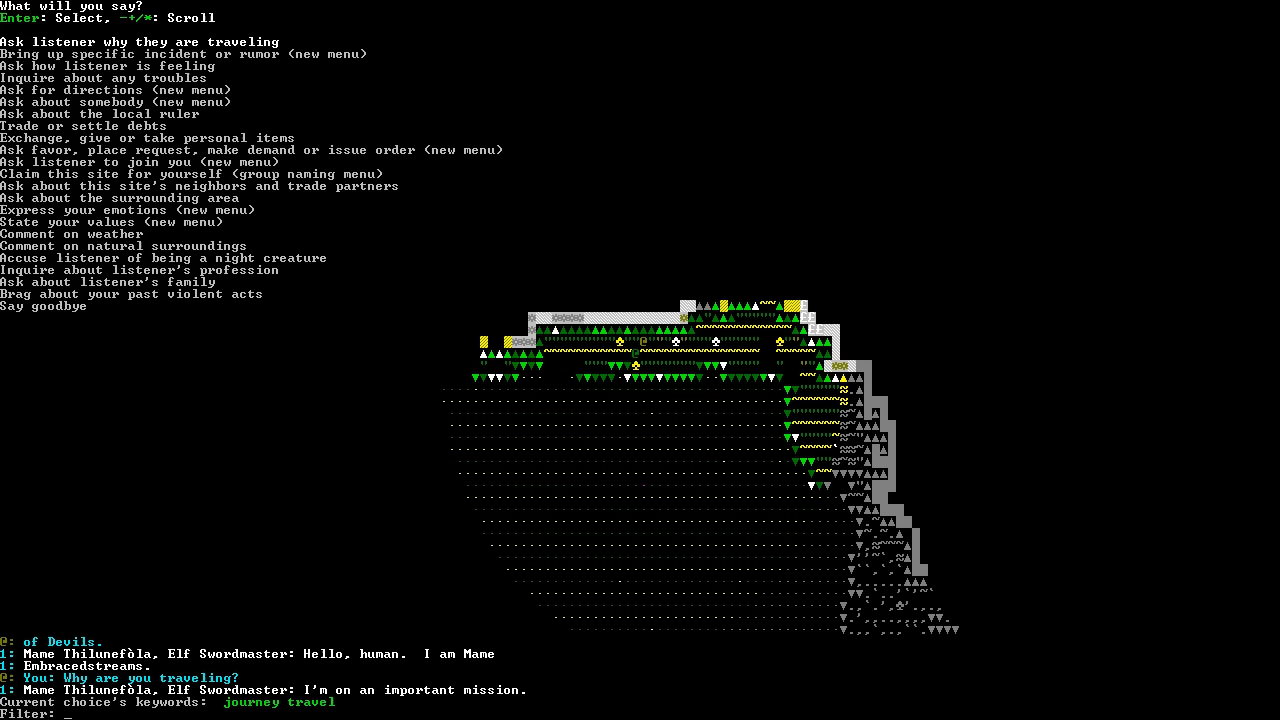 What will you say?
Enter: Select, -+/*: Scroll
Ask listener why they are traveling
Bring up specific incident or rumor (new menu)
Ask how listener is feeling
Inquire about any troubles
Ask for directions (new menu)
Ask about somebody (new menu)
Ask about the local ruler
Trade or settle debts
Exchange, give or take personal items
Ask favor, place request, make demand or issue order (new menu)
Ask listener to join you (new menu)
Claim this site for yourself (group naming menu)
Ask about this site's neighbors and trade partners
Ask about the surrounding area
Express your emotions (new menu)
State your values (new menu)
Comment on weather
Comment on natural surroundings
Accuse listener of being a night creature
Inquire about listener's profession
Ask about listener's family
Brag about your past violent acts
Say goodbye
@: of Devils.
1: Mame Thilunefòla, Elf Swordmaster: Hello, human.  I am Mame
1: Embracedstreams.
@: You: Why are you traveling?
1: Mame Thilunefòla, Elf Swordmaster: I'm on an important mission.
Current choice's keywords:  journey travel
Filter: _